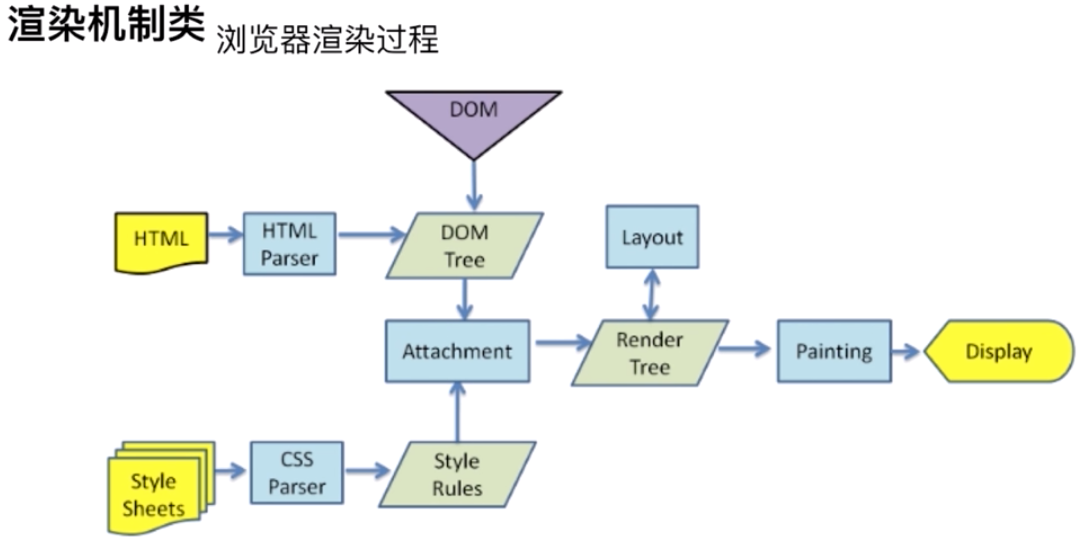 渲染机制类 浏览器渲染过程
DOM
HTML
HTML
Parser
DOM
Tree
Layout
Attachment
Render
Tree
Painting
Display
Style
Sheets
CSS
Parser
Style
Rules